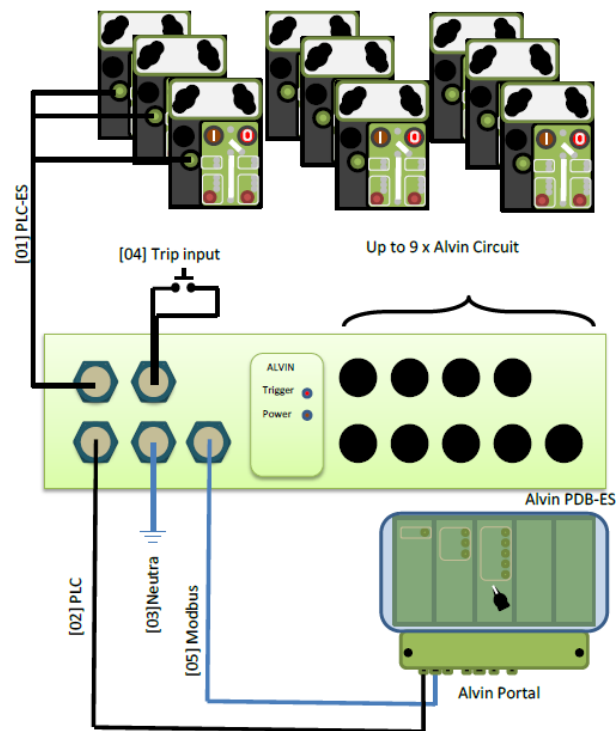 [01] PLC-ES
[04] Trip input
Up to 9 x Alvin Circuit
ALVIN
Trigger
Power
Alvin PDB-ES
[02] PLC
[03]Neutra
[05] Modbus
Alvin Portal